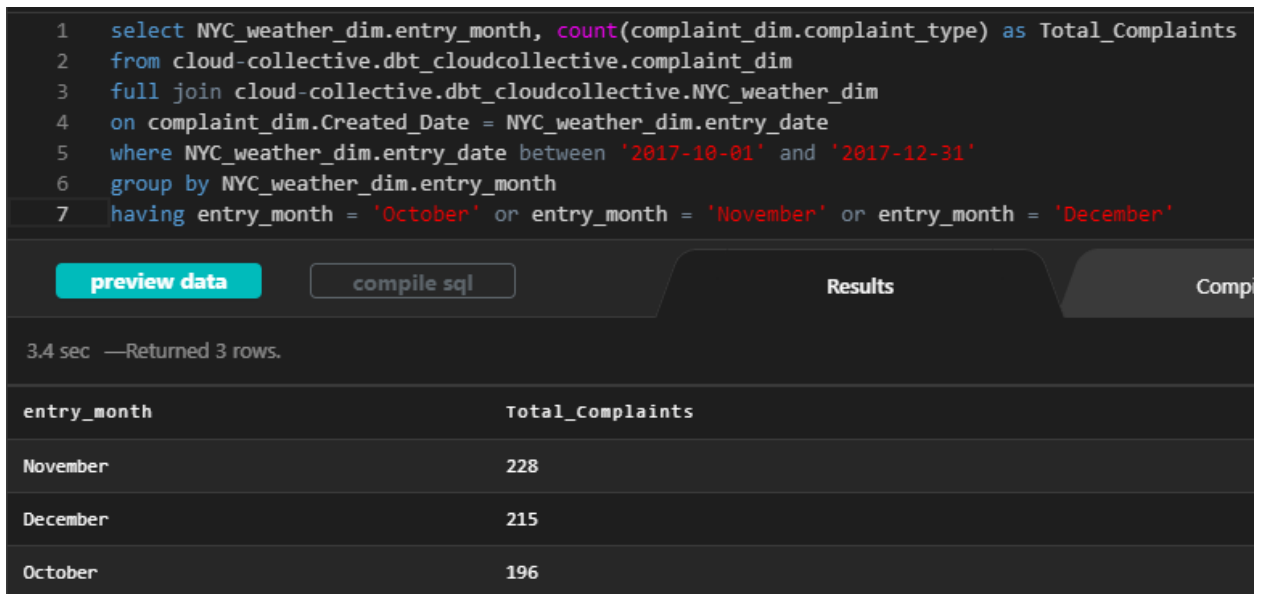 1 select NYC_weather_dim.entry_month, count(complaint_dim.complaint_type) as Total_Complaints
2 from cloud-collective.dbt_cloudcollective.complaint_dim
3 full join cloud-collective.dbt_cloudcollective.NYC_weather_dim
4 on complaint_dim.Created_Date = NYC_weather_dim.entry_date
5 where NYC_weather_dim.entry_date between '2017-10-01' and '2017-12-31'
6 group by NYC_weather_dim.entry_month
7 having entry_month = 'October' or entry_month = 'November' or entry_month = 'December'
preview data compile sql Results Compi
3.4 sec —Returned 3 rows.
entry_month Total_Complaints
November 228
December 215
October 196